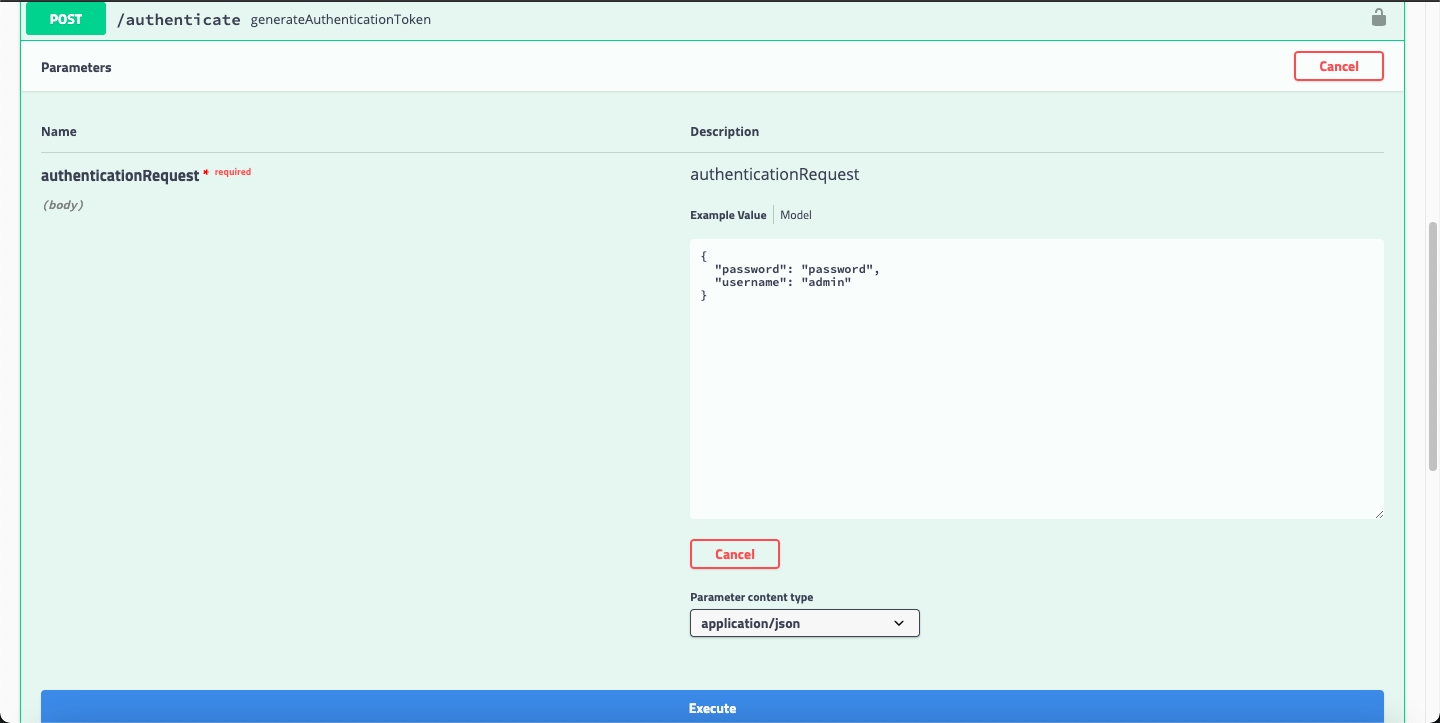 POST /authenticate generateAuthenticationToken
Parameters Cancel
Name Description
authenticationRequest * required authenticationRequest
(body)
Example Value Model
{
"password": "password",
"username": "admin"
}
Cancel
Parameter content type
application/json
Execute